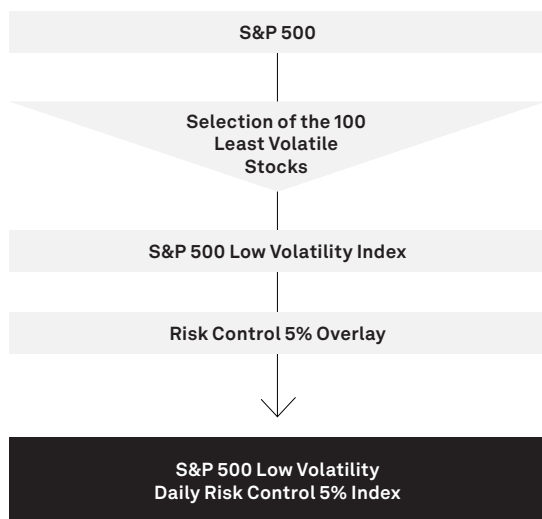 S&P 500
Selection of the 100
Least Volatile
Stocks
S&P 500 Low Volatility Index
Risk Control 5% Overlay
S&P 500 Low Volatility
Daily Risk Control 5% Index